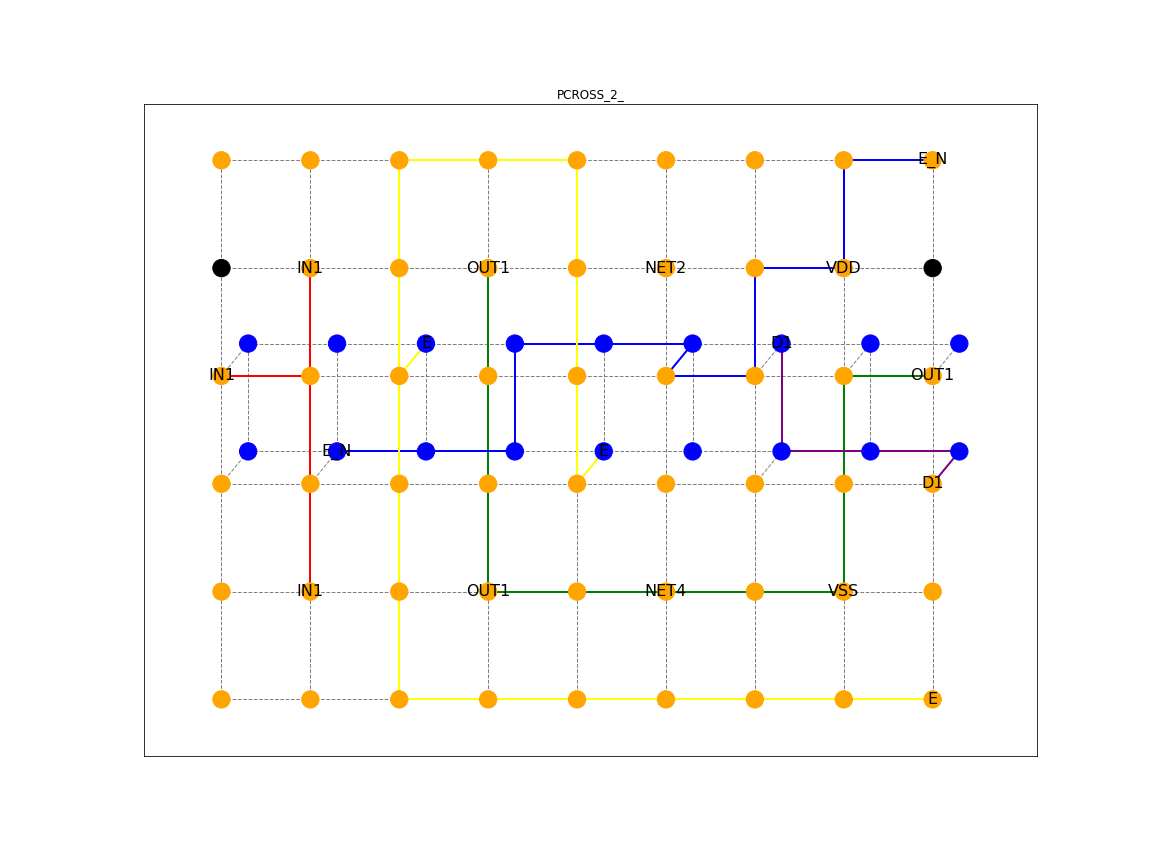 PCROSS_2_
E_N
IN1 OUT1 NET2 VDD
E D1
IN1 OUT1
E_N E
D1
IN1 OUT1 NET4 VSS
E